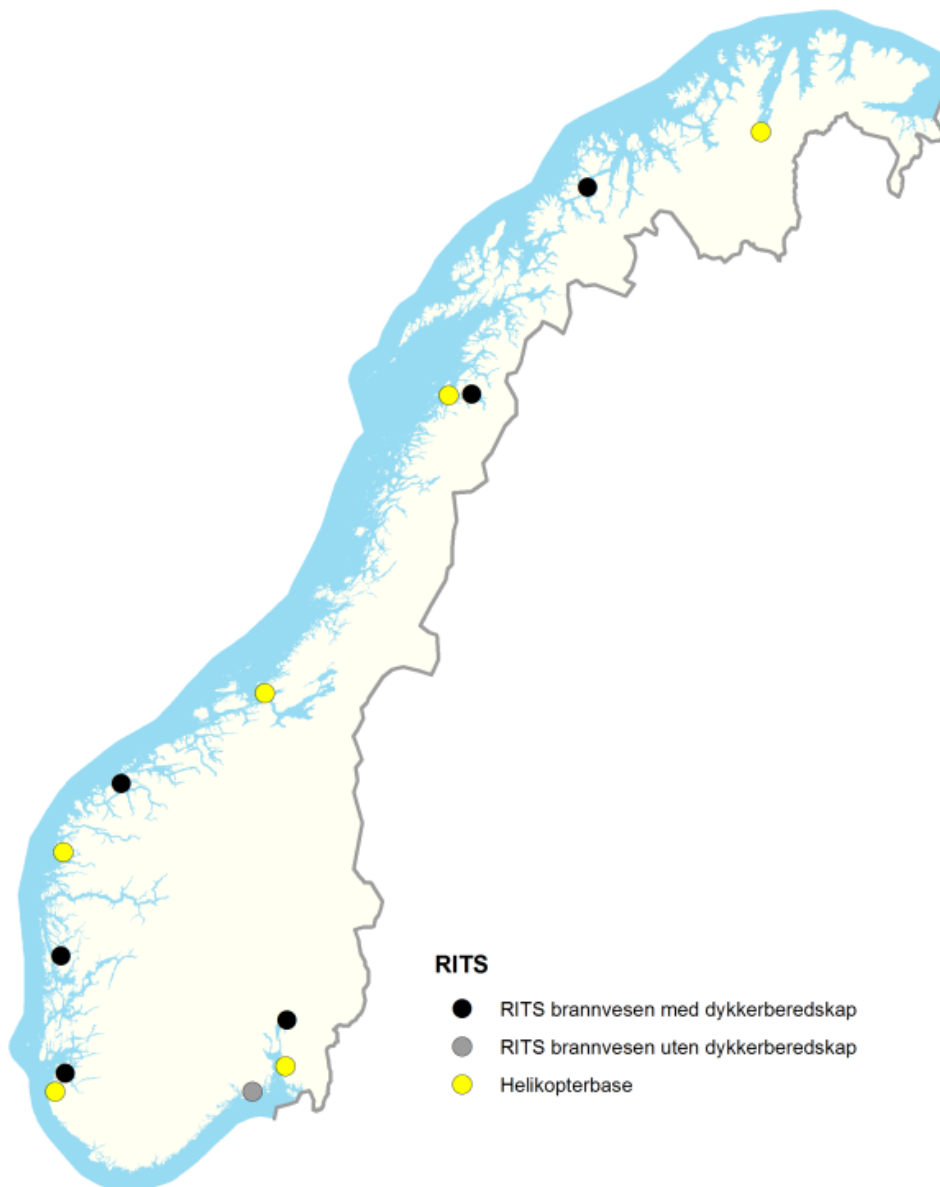 RITS
RITS brannvesen med dykkerberedskap
RITS brannvesen uten dykkerberedskap
Helikopterbase